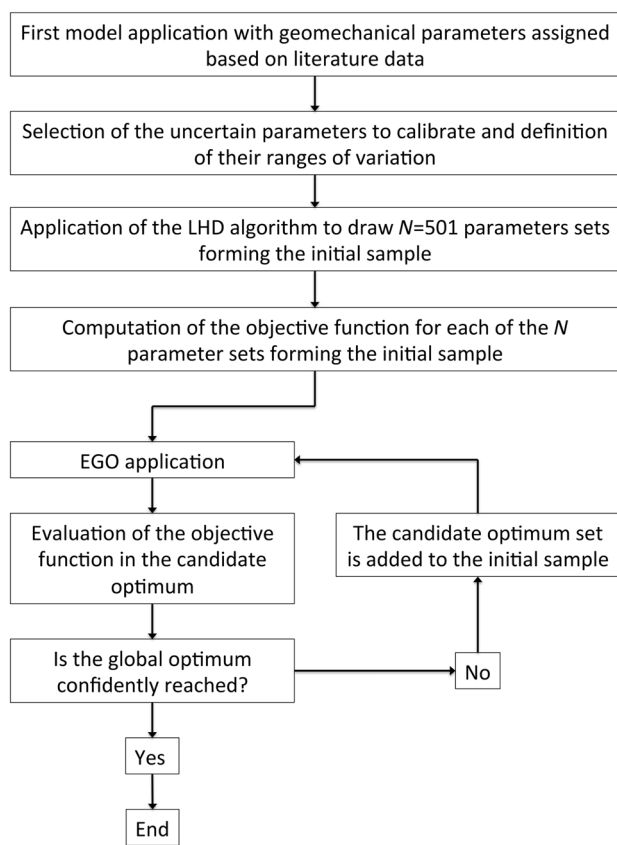 First model application with geomechanical parameters assigned
based on literature data
Selection of the uncertain parameters to calibrate and definition
of their ranges of variation
Application of the LHD algorithm to draw N=501 parameters sets
forming the initial sample
Computation of the objective function for each of the N
parameter sets forming the initial sample
EGO application
Evaluation of the objective
function in the candidate
optimum
The candidate optimum set
is added to the initial sample
Is the global optimum
confidently reached?
No
Yes
End